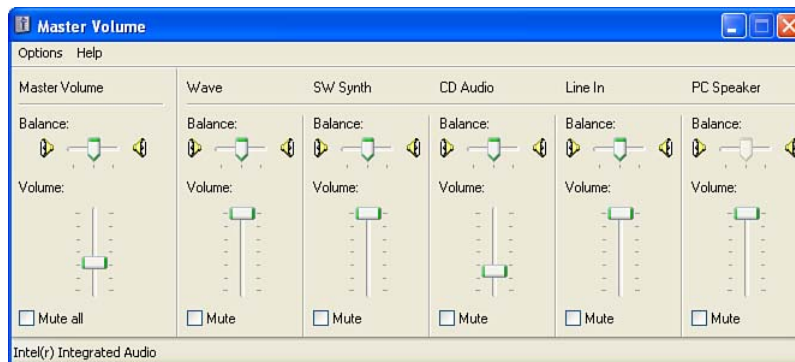 Master Volume
Options Help
Master Volume Wave SW Synth CD Audio Line In PC Speaker
Balance: Balance: Balance: Balance: Balance: Balance:
Volume: Volume: Volume: Volume: Volume: Volume:
Mute all Mute Mute Mute Mute Mute
Intel(r) Integrated Audio